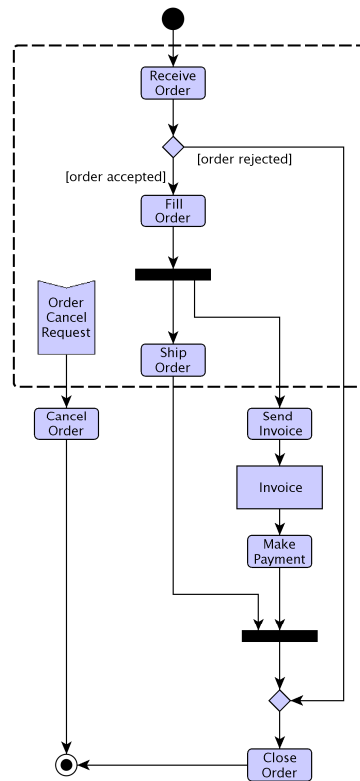 Receive
Order
[order rejected]
[order accepted]
Fill
Order
Order
Cancel
Request
Ship
Order
Cancel
Order
Send
Invoice
Invoice
Make
Payment
Close
Order